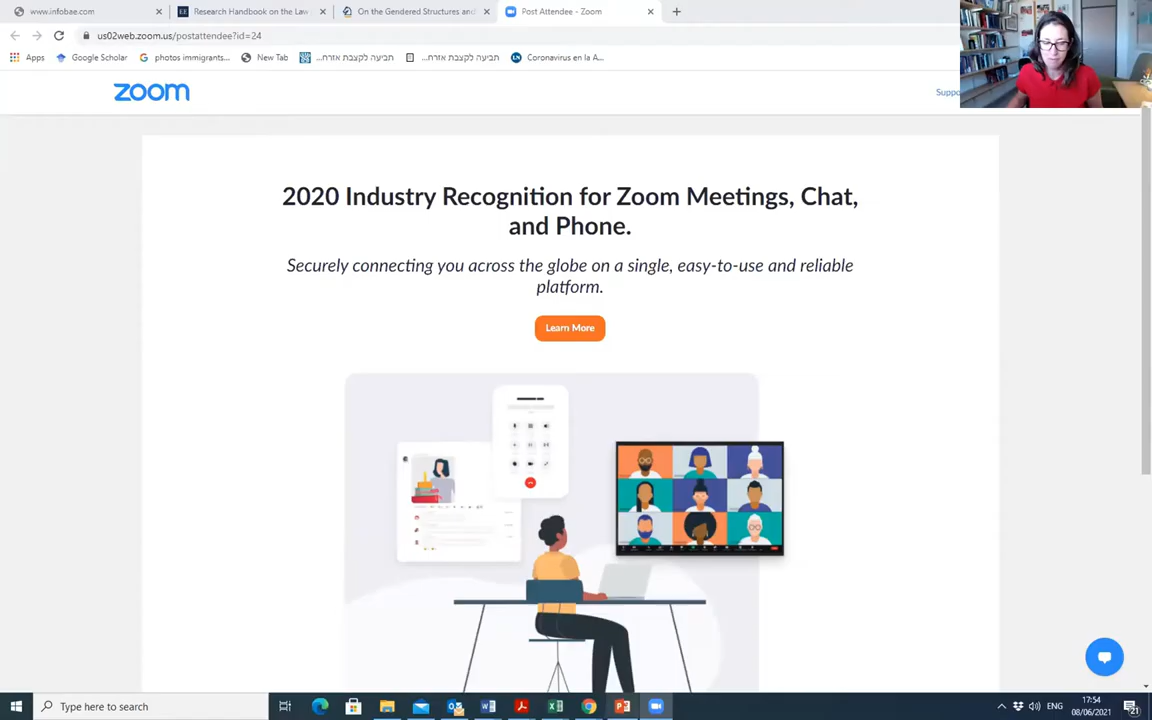 www.infobae.com
Research Handbook on the Law
On the Gendered Structures and
Post Attendee - Zoom
us02web.zoom.us/postattendee?id=24
Apps
Google Scholar
photos immigrants...
New Tab
תביעה לקצבת אזרח...
תביעה לקצבת אזרח...
Coronavirus en la A...
zoom
Suppo
2020 Industry Recognition for Zoom Meetings, Chat,
and Phone.
Securely connecting you across the globe on a single, easy-to-use and reliable
platform.
Learn More
Type here to search
ENG
17:54
08/06/2021
21